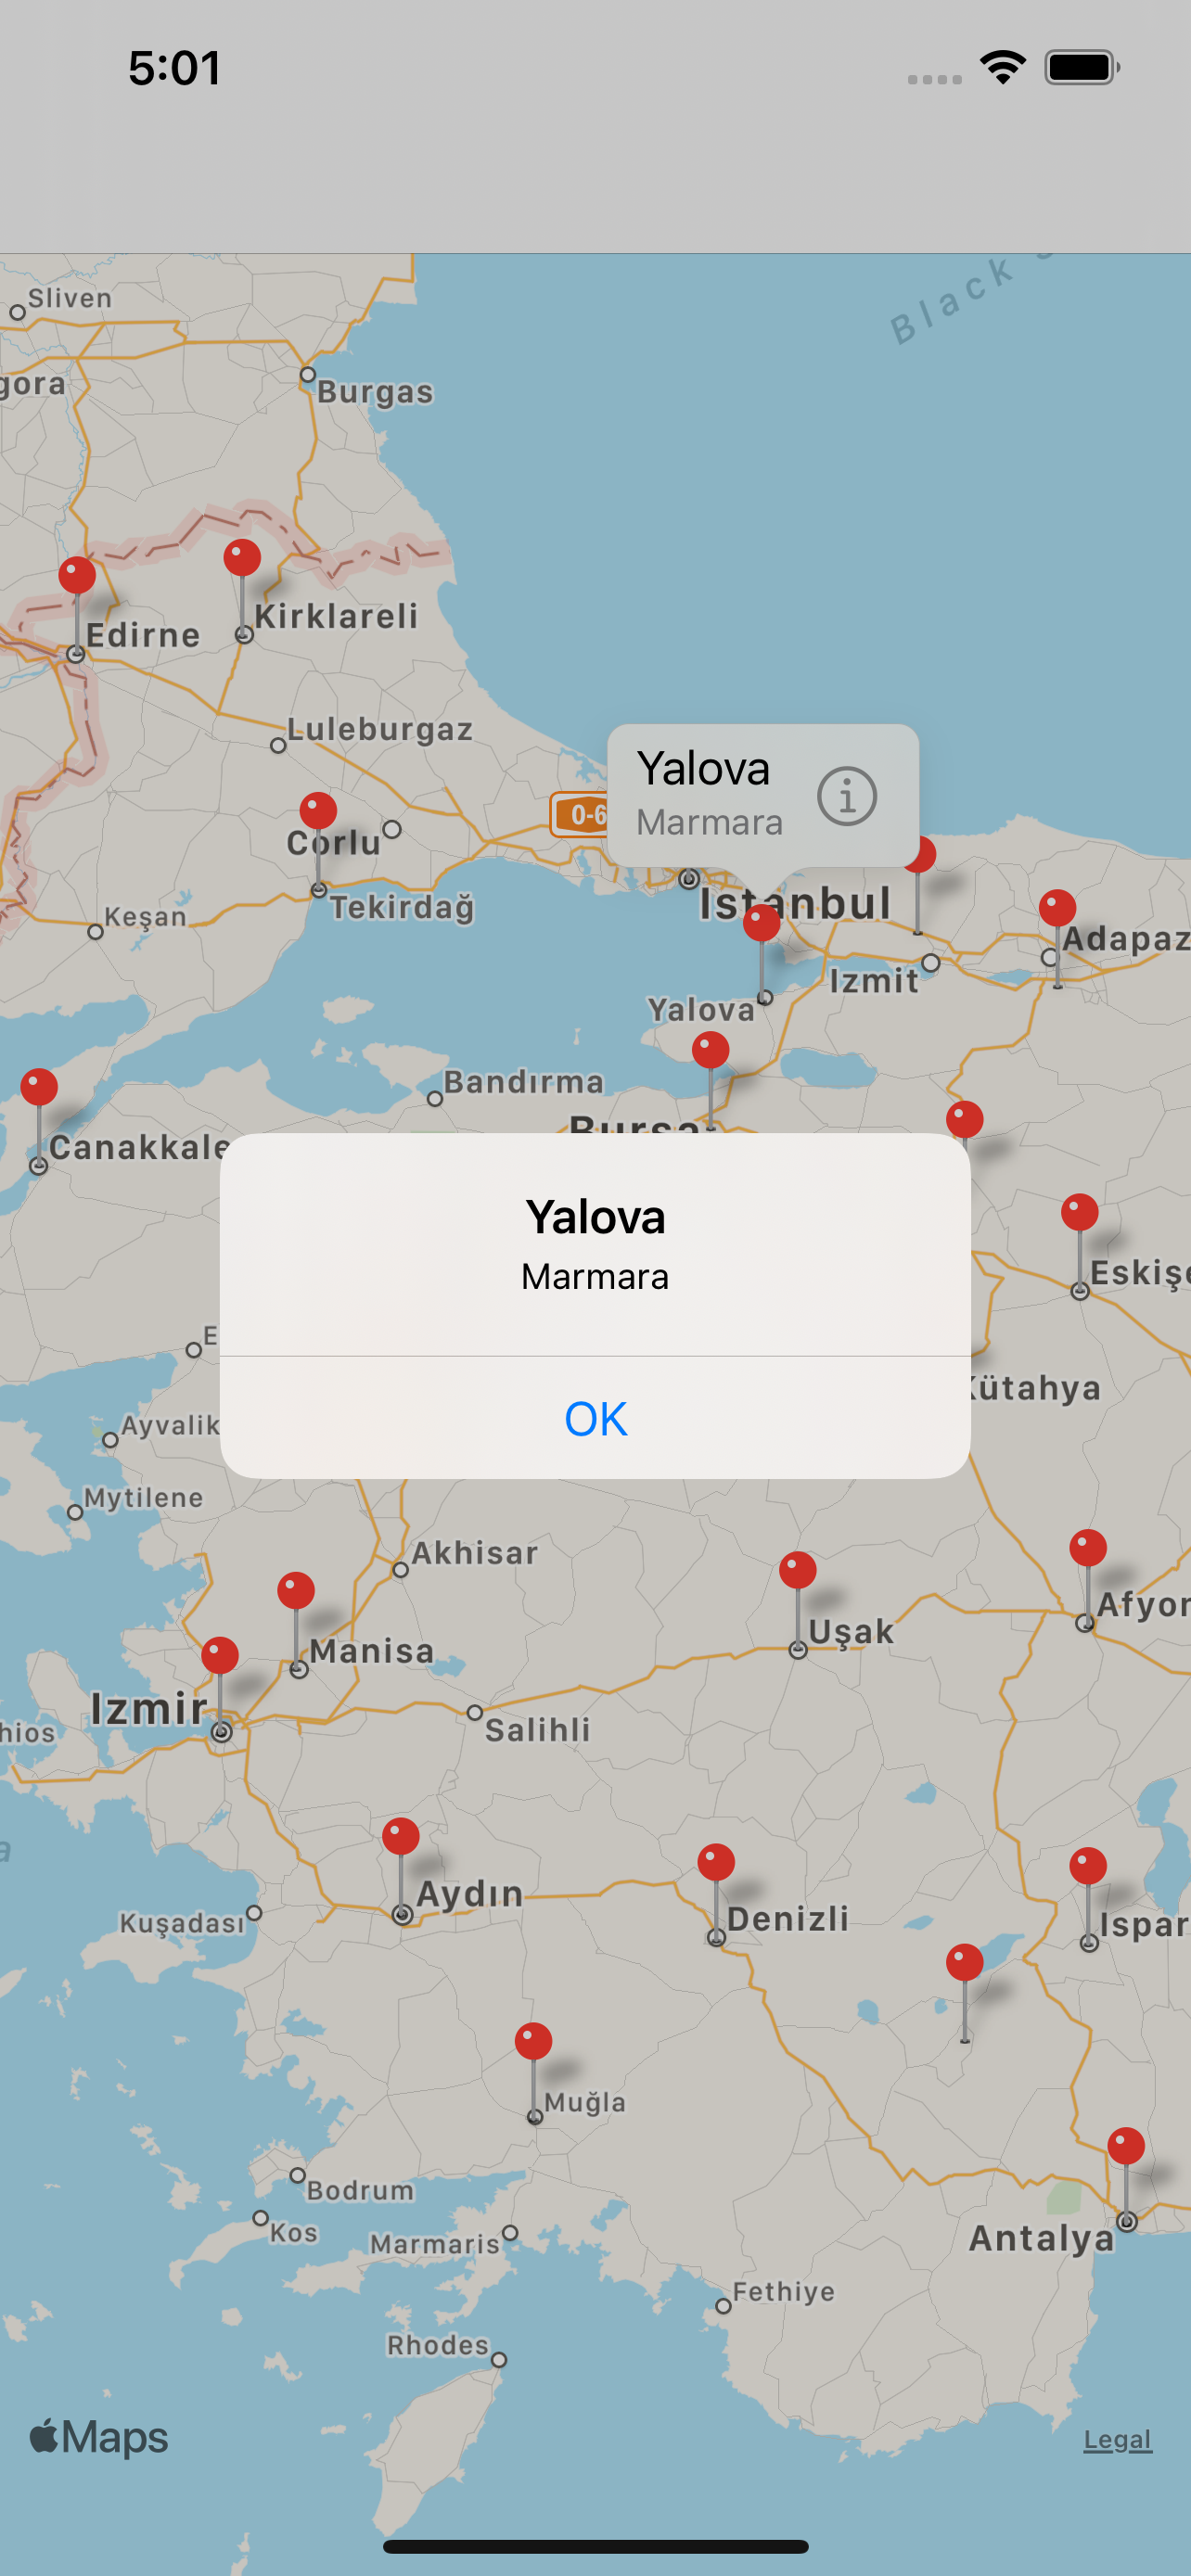 5:01
Black
Sliven
gora
Burgas
Kirklareli
Edirne
Luleburgaz
Yalova
Marmara
0-6
Corlu
Tekirdağ
Keşan
Istanbul
Adapaz
Izmit
Yalova
Bandırma
Bursa
Canakkale
Yalova
Marmara
OK
Eskişe
E
Kütahya
Ayvalik
Mytilene
Akhisar
Afyor
Uşak
Manisa
Izmir
Salihli
hios
a
Aydın
Kuşadası
Denizli
Ispar
Muğla
Bodrum
Kos
Marmaris
Antalya
Fethiye
Rhodes
Maps
Legal